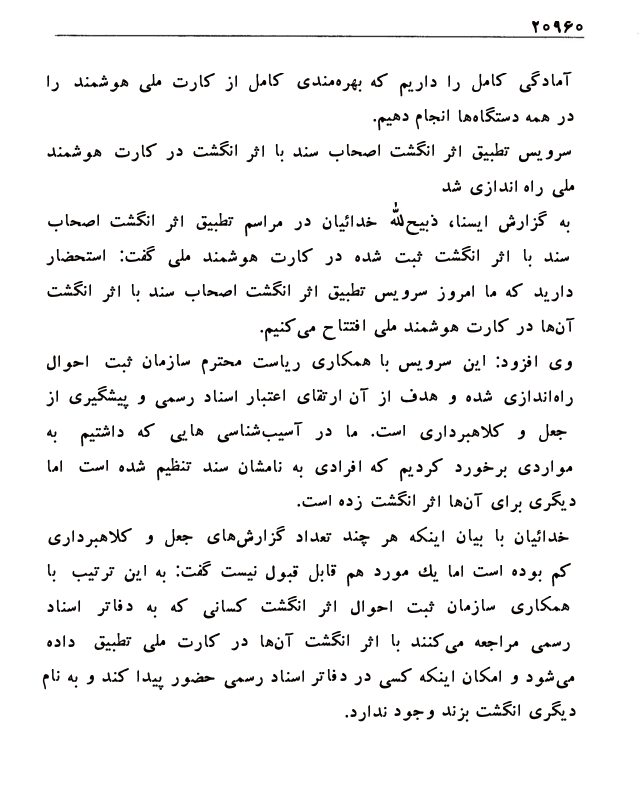 ۲۰۹۶۰
آمادگی کامل را داریم که بهره‌مندی کامل از کارت ملی هوشمند را
در همه دستگاه‌ها انجام دهیم.
سرویس تطبیق اثر انگشت اصحاب سند با اثر انگشت در کارت هوشمند
ملی راه اندازی شد
به گزارش ایسنا، ذبیح‌الله خدائیان در مراسم تطبیق اثر انگشت اصحاب
سند با اثر انگشت ثبت شده در کارت هوشمند ملی گفت: استحضار
دارید که ما امروز سرویس تطبیق اثر انگشت اصحاب سند با اثر انگشت
آن‌ها در کارت هوشمند ملی افتتاح می‌کنیم.
وی افزود: این سرویس با همکاری ریاست محترم سازمان ثبت احوال
راه‌اندازی شده و هدف از آن ارتقای اعتبار اسناد رسمی و پیشگیری از
جعل و کلاهبرداری است. ما در آسیب‌شناسی هایی که داشتیم به
مواردی برخورد کردیم که افرادی به نامشان سند تنظیم شده است اما
دیگری برای آن‌ها اثر انگشت زده است.
خدائیان با بیان اینکه هر چند تعداد گزارش‌های جعل و کلاهبرداری
کم بوده است اما یك مورد هم قابل قبول نیست گفت: به این ترتیب با
همکاری سازمان ثبت احوال اثر انگشت کسانی که به دفاتر اسناد
رسمی مراجعه می‌کنند با اثر انگشت آن‌ها در کارت ملی تطبیق داده
می‌شود و امکان اینکه کسی در دفاتر اسناد رسمی حضور پیدا کند و به نام
دیگری انگشت بزند وجود ندارد.